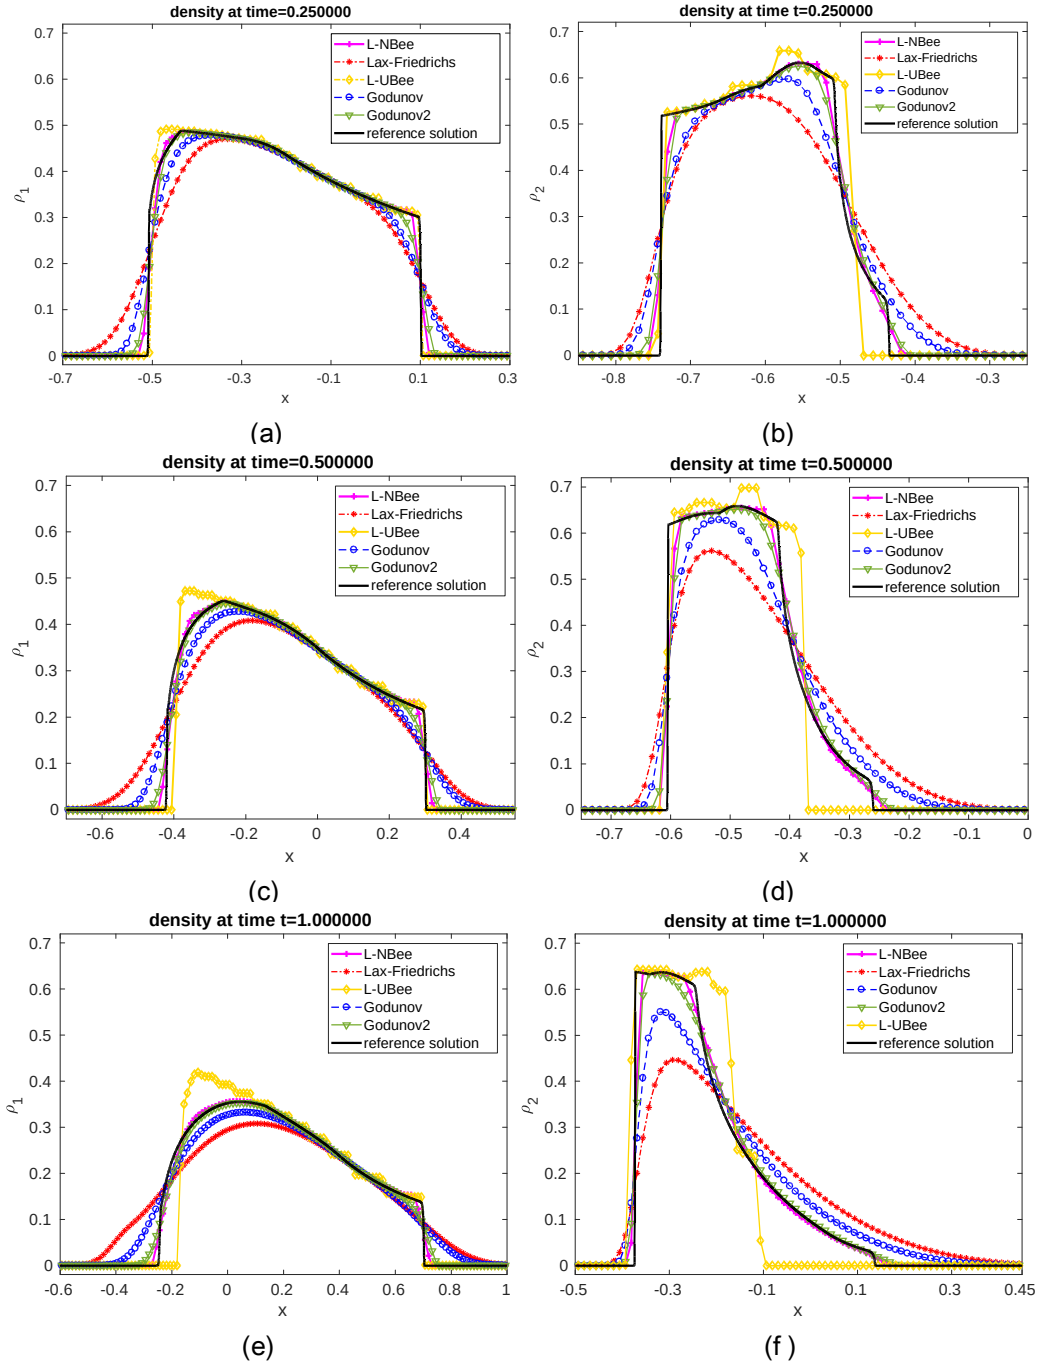 density at time=0.250000
0.7
0.6
0.5
0.4
0.3
0.2
0.1
0
ρ1
L-NBee
Lax-Friedrichs
L-UBee
Godunov
Godunov2
reference solution
-0.7 -0.5 -0.3 -0.1 0.1 0.3
x
(a)
density at time t=0.250000
0.7
0.6
0.5
0.4
0.3
0.2
0.1
0
ρ2
L-NBee
Lax-Friedrichs
L-UBee
Godunov
Godunov2
reference solution
-0.8 -0.7 -0.6 -0.5 -0.4 -0.3
x
(b)
density at time=0.500000
0.7
0.6
0.5
0.4
0.3
0.2
0.1
0
ρ1
L-NBee
Lax-Friedrichs
L-UBee
Godunov
Godunov2
reference solution
-0.6 -0.4 -0.2 0 0.2 0.4
x
(c)
density at time t=0.500000
0.7
0.6
0.5
0.4
0.3
0.2
0.1
0
ρ2
L-NBee
Lax-Friedrichs
L-UBee
Godunov
Godunov2
reference solution
-0.7 -0.6 -0.5 -0.4 -0.3 -0.2 -0.1 0
x
(d)
density at time t=1.000000
0.7
0.6
0.5
0.4
0.3
0.2
0.1
0
ρ1
L-NBee
Lax-Friedrichs
L-UBee
Godunov
Godunov2
reference solution
-0.6 -0.4 -0.2 0 0.2 0.4 0.6 0.8 1
x
(e)
density at time t=1.000000
0.7
0.6
0.5
0.4
0.3
0.2
0.1
0
ρ2
L-NBee
Lax-Friedrichs
Godunov
Godunov2
L-UBee
reference solution
-0.5 -0.3 -0.1 0.1 0.3 0.45
x
(f )